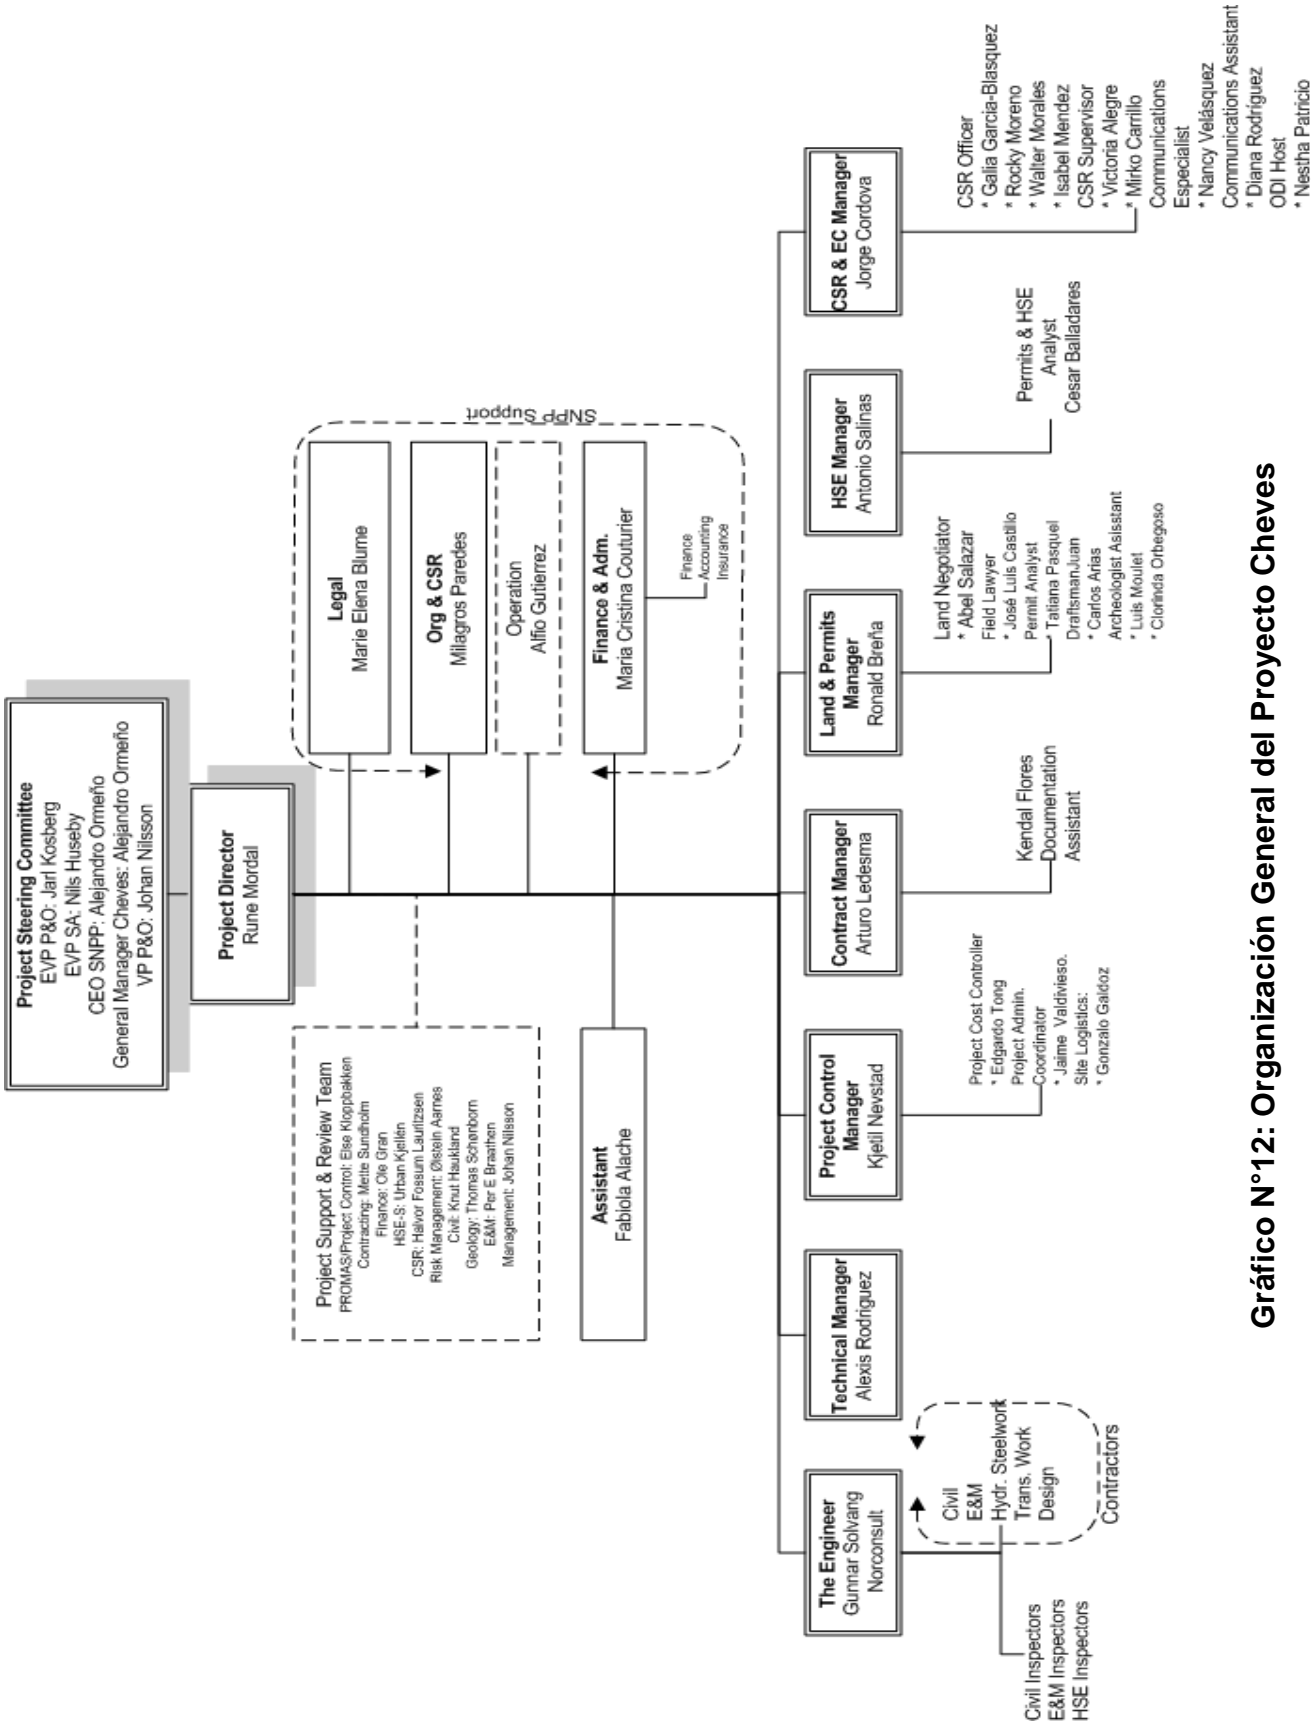 Project Steering Committee
EVP P&O: Jarl Kosberg
EVP SA: Nils Huseby
CEO SNPP: Alejandro Ormeño
General Manager Cheves: Alejandro Ormeño
VP P&O: Johan Nilsson
Project Director
Rune Mordal
Project Support & Review Team
PROMAS/Project Control: Else Kloppbakken
Contracting: Mette Sundholm
Finance: Ole Gran
HSE-S: Urban Kjellén
CSR: Halvor Fossum Lauritzsen
Risk Management: Øistein Aarnes
Civil: Knut Haukland
Geology: Thomas Schønborn
E&M: Per E Braathen
Management: Johan Nilsson
Assistant
Fabiola Alache
SNPP Support
Legal
Marie Elena Blume
Org & CSR
Milagros Paredes
Operation
Alfio Gutierrez
Finance & Adm.
Maria Cristina Couturier
Finance
Accounting
Insurance
The Engineer
Gunnar Solvang
Norconsult
Civil Inspectors
E&M Inspectors
HSE Inspectors
Civil
E&M
Hydr. Steelwork
Trans. Work
Design
Contractors
Technical Manager
Alexis Rodriguez
Project Control
Manager
Kjetil Nevstad
Project Cost Controller
* Edgardo Tong
Project Admin.
Coordinator
* Jaime Valdivieso.
Site Logistics:
* Gonzalo Galdoz
Contract Manager
Arturo Ledesma
Kendal Flores
Documentation
Assistant
Land & Permits
Manager
Ronald Breña
Land Negotiator
* Abel Salazar
Field Lawyer
* José Luis Castillo
Permit Analyst
* Tatiana Pasquel
DraftsmanJuan
* Carlos Arias
Archeologist Asisstant
* Luis Moulet
* Clorinda Orbegoso
HSE Manager
Antonio Salinas
Permits & HSE
Analyst
Cesar Balladares
CSR & EC Manager
Jorge Cordova
CSR Officer
* Galia Garcia-Blasquez
* Rocky Moreno
* Walter Morales
* Isabel Mendez
CSR Supervisor
* Victoria Alegre
* Mirko Carrillo
Communications
Especialist
* Nancy Velásquez
Communications Assistant
* Diana Rodríguez
ODI Host
* Nestha Patricio
Gráfico N°12: Organización General del Proyecto Cheves